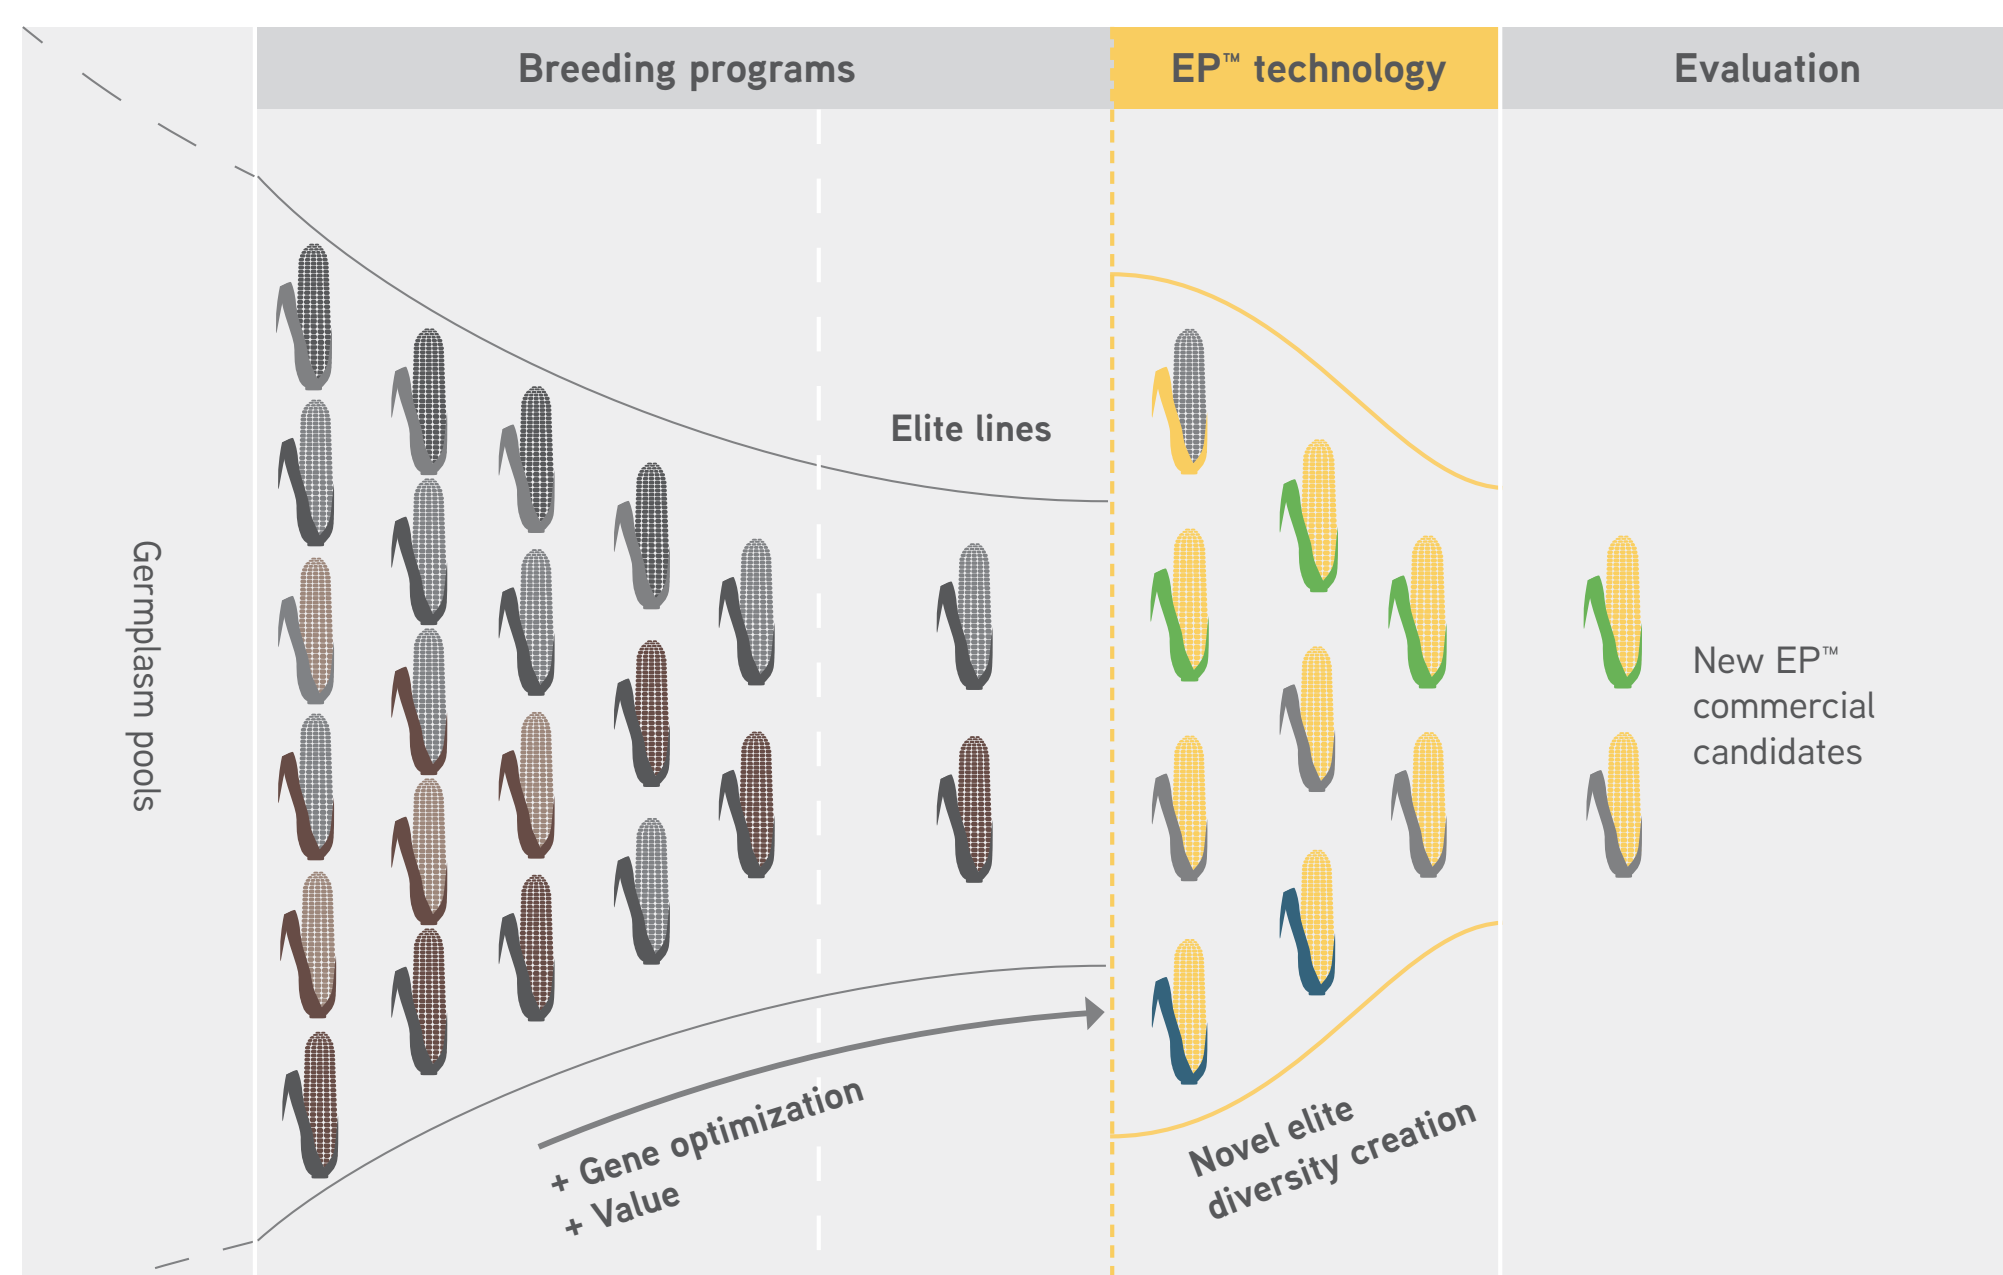 Breeding programs
EP™ technology
Evaluation
Germplasm pools
Elite lines
New EP™
commercial
candidates
+ Gene optimization
+ Value
Novel elite
diversity creation